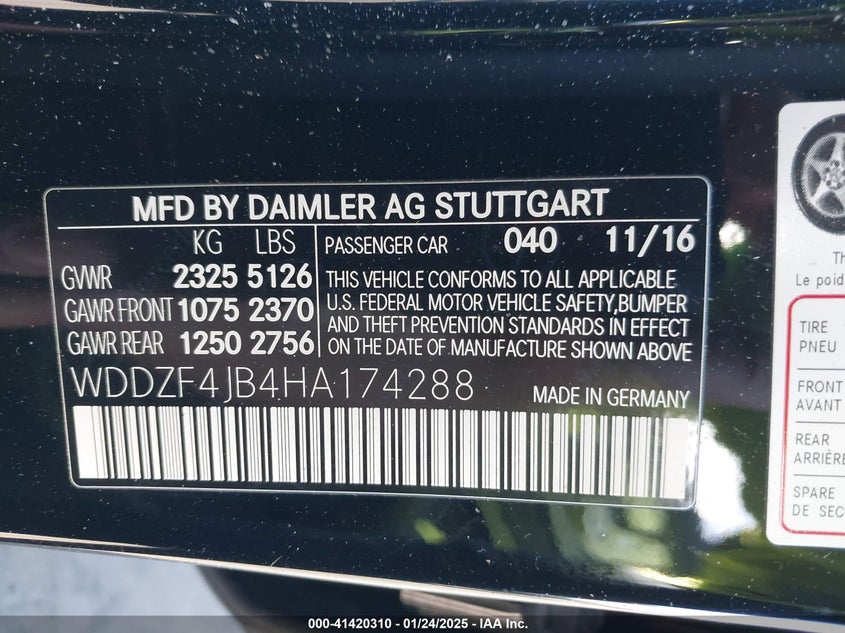 MFD BY DAIMLER AG STUTTGART
KG LBS
GVWR 2325 5126
GAWR FRONT 1075 2370
GAWR REAR 1250 2756
PASSENGER CAR 040 11/16
THIS VEHICLE CONFORMS TO ALL APPLICABLE
U.S. FEDERAL MOTOR VEHICLE SAFETY,BUMPER
AND THEFT PREVENTION STANDARDS IN EFFECT
ON THE DATE OF MANUFACTURE SHOWN ABOVE
WDDZF4JB4HA174288
MADE IN GERMANY
Le poid
TIRE
PNEU
FRONT
AVANT
REAR
ARRIÈRE
SPARE
DE SEC
000-41420310 - 01/24/2025 - IAA Inc.